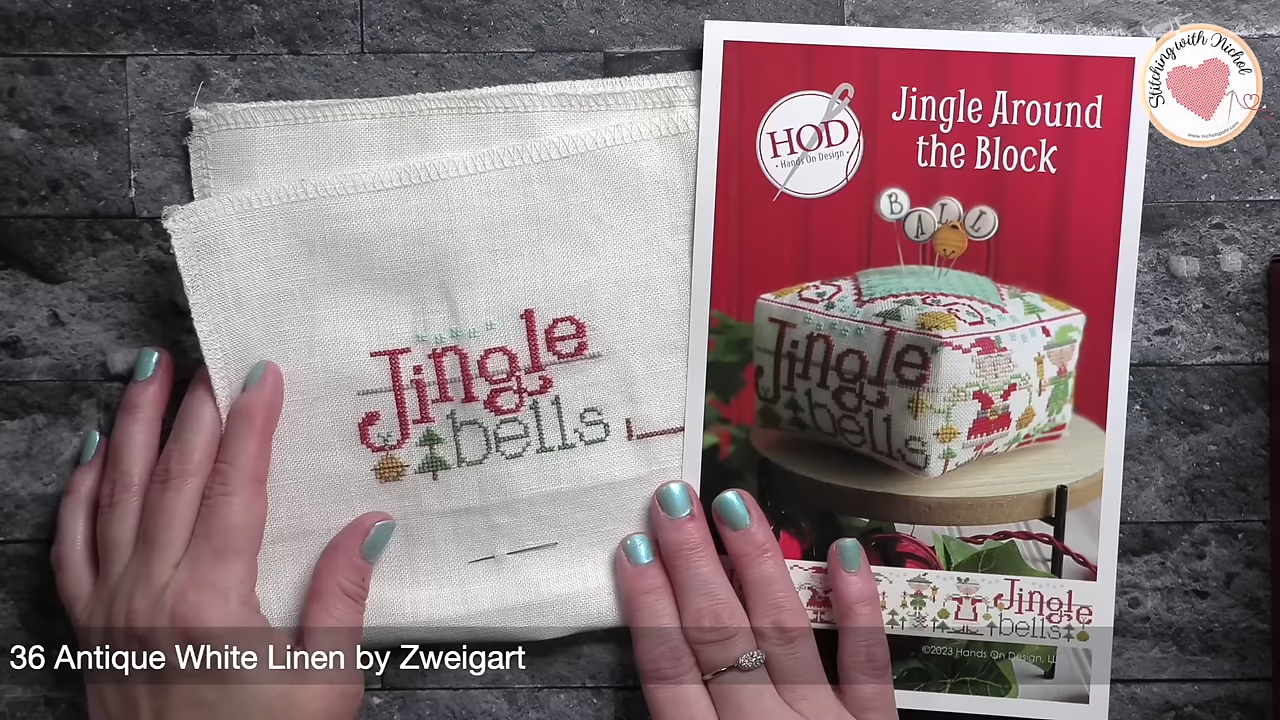 Stitching with Nichol
Jingle Around
the Block
HOD
• Hands On Design •
B A L L
Jingle
bells
Jingle
bells
Jingle
bells
©2023 Hands On Design, LL
36 Antique White Linen by Zweigart